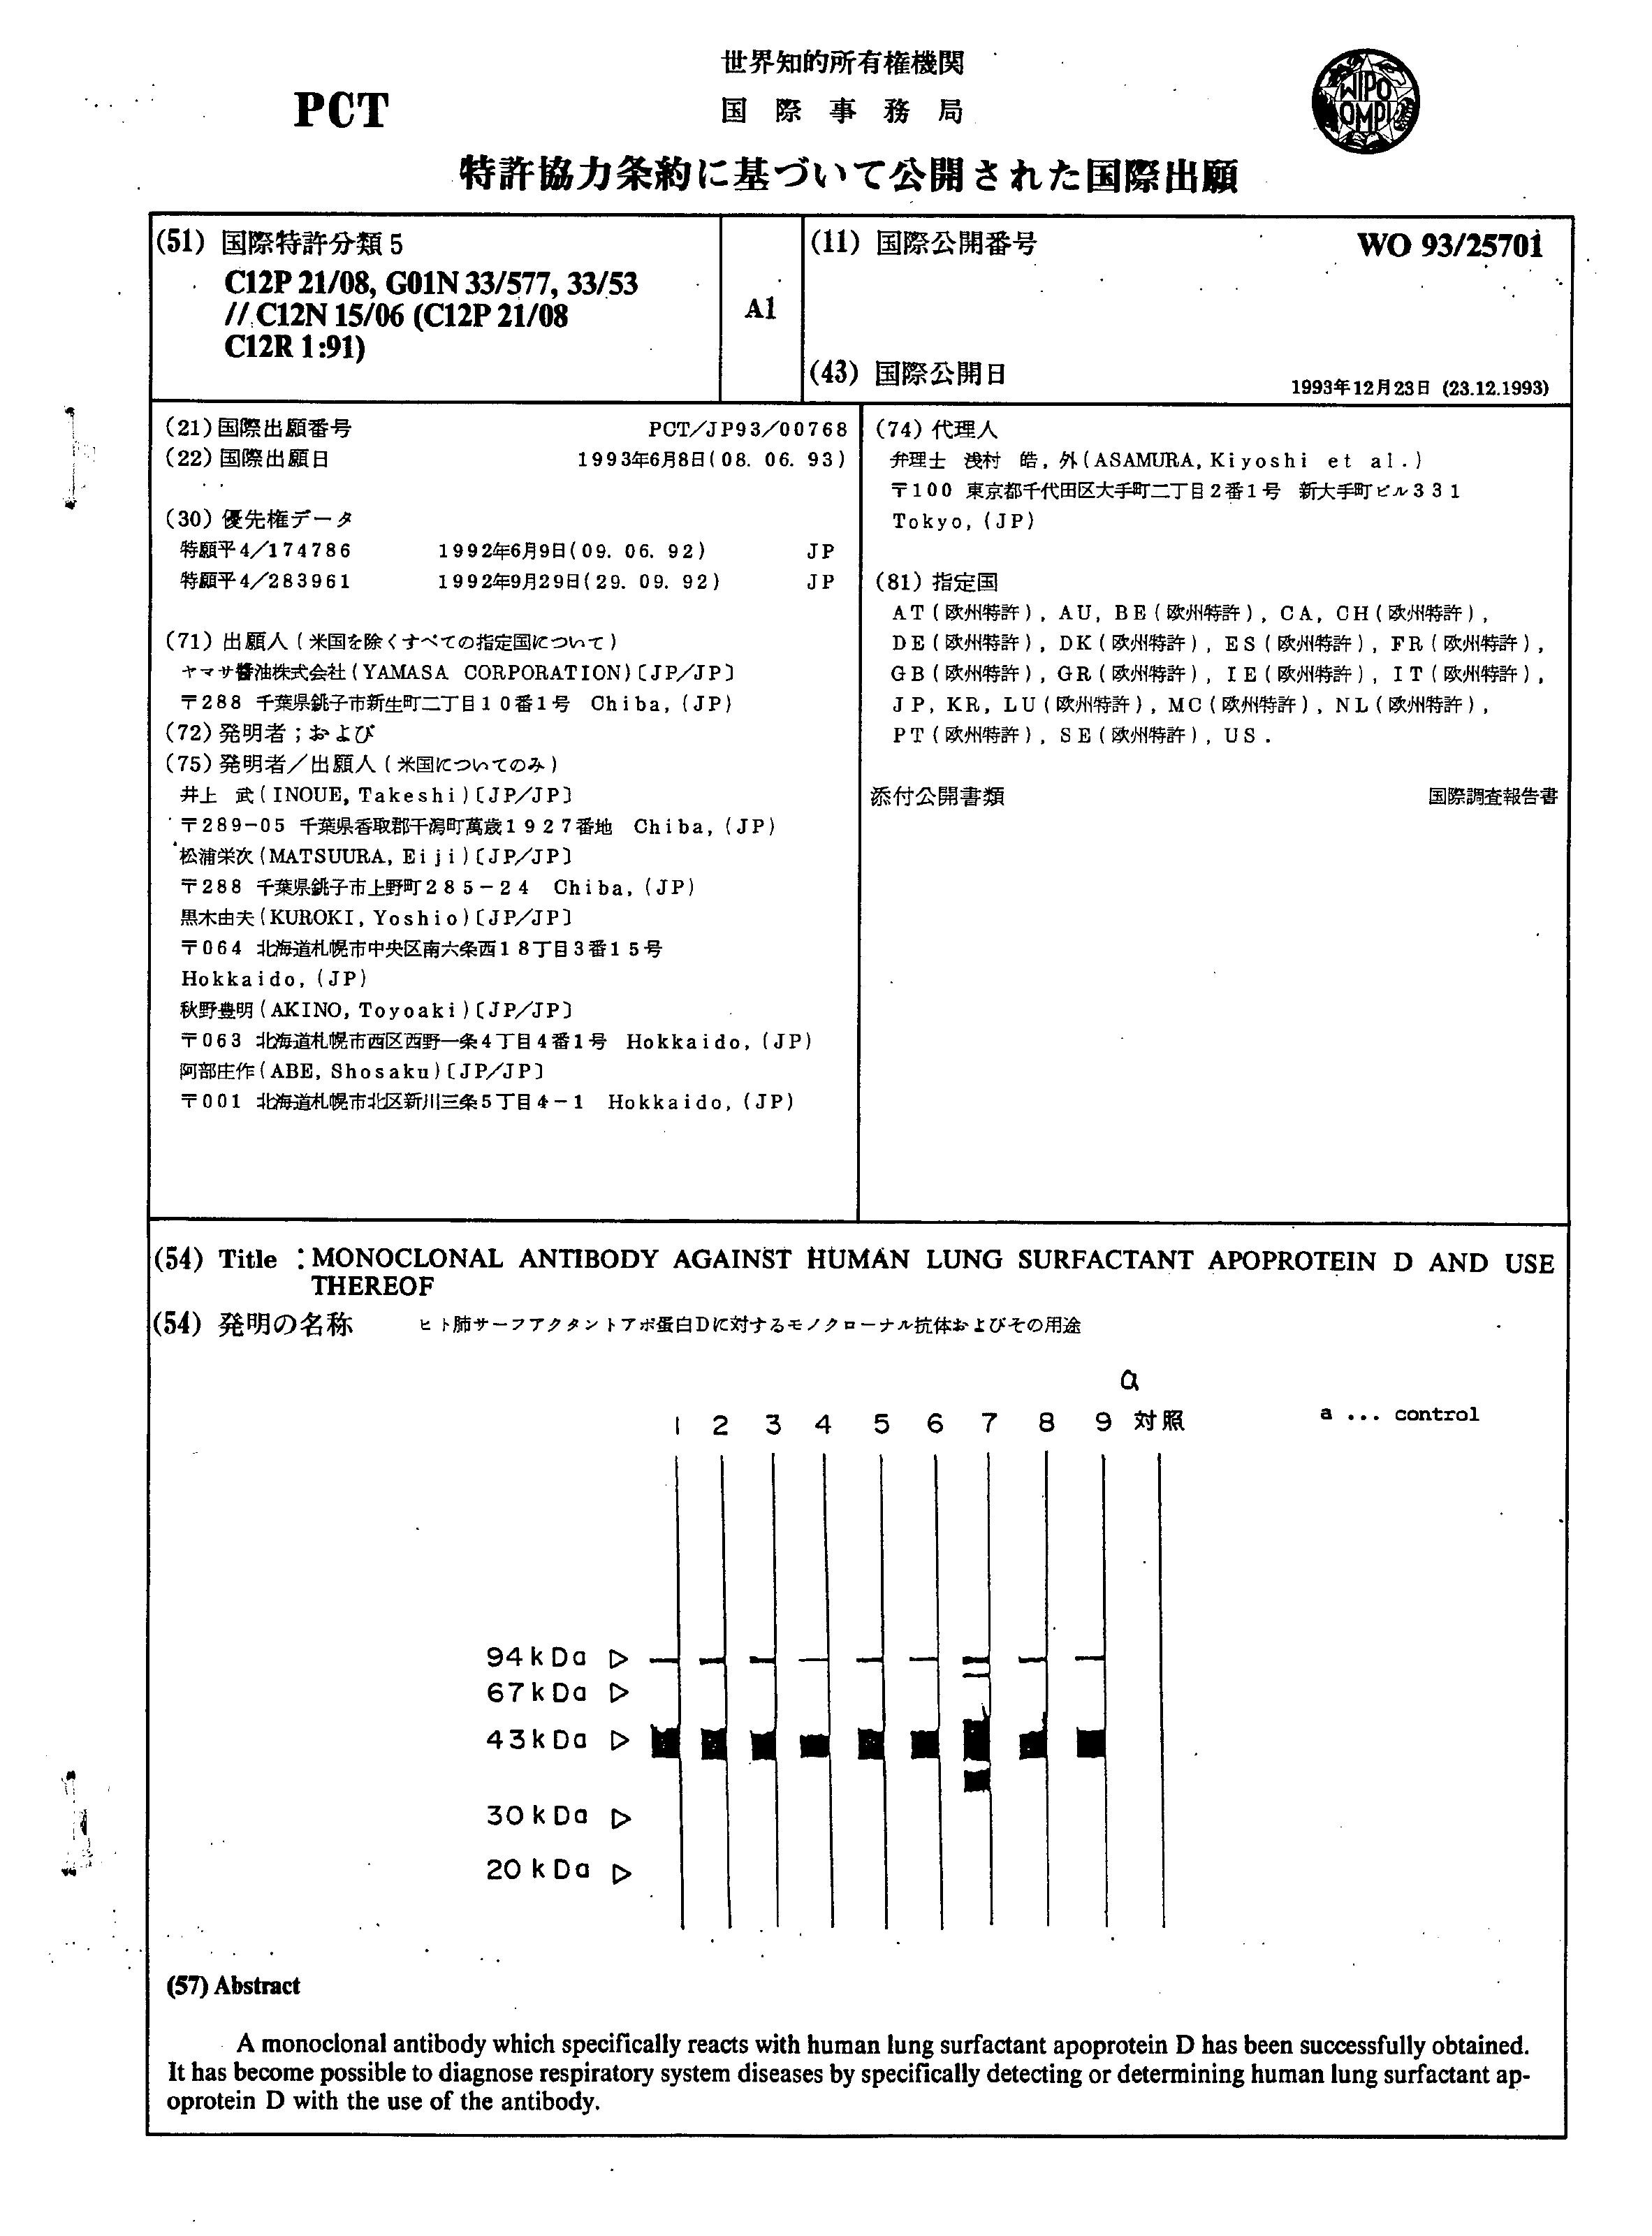 世界知的所有権機関
PCT
国際事務局
WIPO
OMPI
特許協力条約に基づいて公開された国際出願
(51) 国際特許分類 5
C12P 21/08, G01N 33/577, 33/53
// C12N 15/06 (C12P 21/08
C12R 1:91)
A1
(11) 国際公開番号 WO 93/25701
(43) 国際公開日 1993年12月23日 (23.12.1993)
(21) 国際出願番号 PCT/JP93/00768
(22) 国際出願日 1993年6月8日(08. 06. 93)
(30) 優先権データ
特願平4/174786 1992年6月9日(09. 06. 92) JP
特願平4/283961 1992年9月29日(29. 09. 92) JP
(71) 出願人(米国を除くすべての指定国について)
ヤマサ醤油株式会社(YAMASA CORPORATION)〔JP/JP〕
〒288 千葉県銚子市新生町二丁目10番1号 Chiba, (JP)
(72) 発明者;および
(75) 発明者/出願人(米国についてのみ)
井上 武(INOUE, Takeshi)〔JP/JP〕
〒289-05 千葉県香取郡干潟町萬歳1927番地 Chiba, (JP)
松浦栄次(MATSUURA, Eiji)〔JP/JP〕
〒288 千葉県銚子市上野町285-24 Chiba, (JP)
黒木由夫(KUROKI, Yoshio)〔JP/JP〕
〒064 北海道札幌市中央区南六条西18丁目3番15号
Hokkaido, (JP)
秋野豊明(AKINO, Toyoaki)〔JP/JP〕
〒063 北海道札幌市西区西野一条4丁目4番1号 Hokkaido, (JP)
阿部庄作(ABE, Shosaku)〔JP/JP〕
〒001 北海道札幌市北区新川三条5丁目4-1 Hokkaido, (JP)
(74) 代理人
弁理士 浅村 皓, 外(ASAMURA, Kiyoshi et al.)
〒100 東京都千代田区大手町二丁目2番1号 新大手町ビル331
Tokyo, (JP)
(81) 指定国
AT(欧州特許), AU, BE(欧州特許), CA, CH(欧州特許),
DE(欧州特許), DK(欧州特許), ES(欧州特許), FR(欧州特許),
GB(欧州特許), GR(欧州特許), IE(欧州特許), IT(欧州特許),
JP, KR, LU(欧州特許), MC(欧州特許), NL(欧州特許),
PT(欧州特許), SE(欧州特許), US.
添付公開書類 国際調査報告書
(54) Title : MONOCLONAL ANTIBODY AGAINST HUMAN LUNG SURFACTANT APOPROTEIN D AND USE
THEREOF
(54) 発明の名称 ヒト肺サーフアクタントアポ蛋白Dに対するモノクローナル抗体およびその用途
a
1 2 3 4 5 6 7 8 9 対照
a ... control
94kDa ▷
67kDa ▷
43kDa ▷
30kDa ▷
20kDa ▷
(57) Abstract
A monoclonal antibody which specifically reacts with human lung surfactant apoprotein D has been successfully obtained.
It has become possible to diagnose respiratory system diseases by specifically detecting or determining human lung surfactant ap-
oprotein D with the use of the antibody.